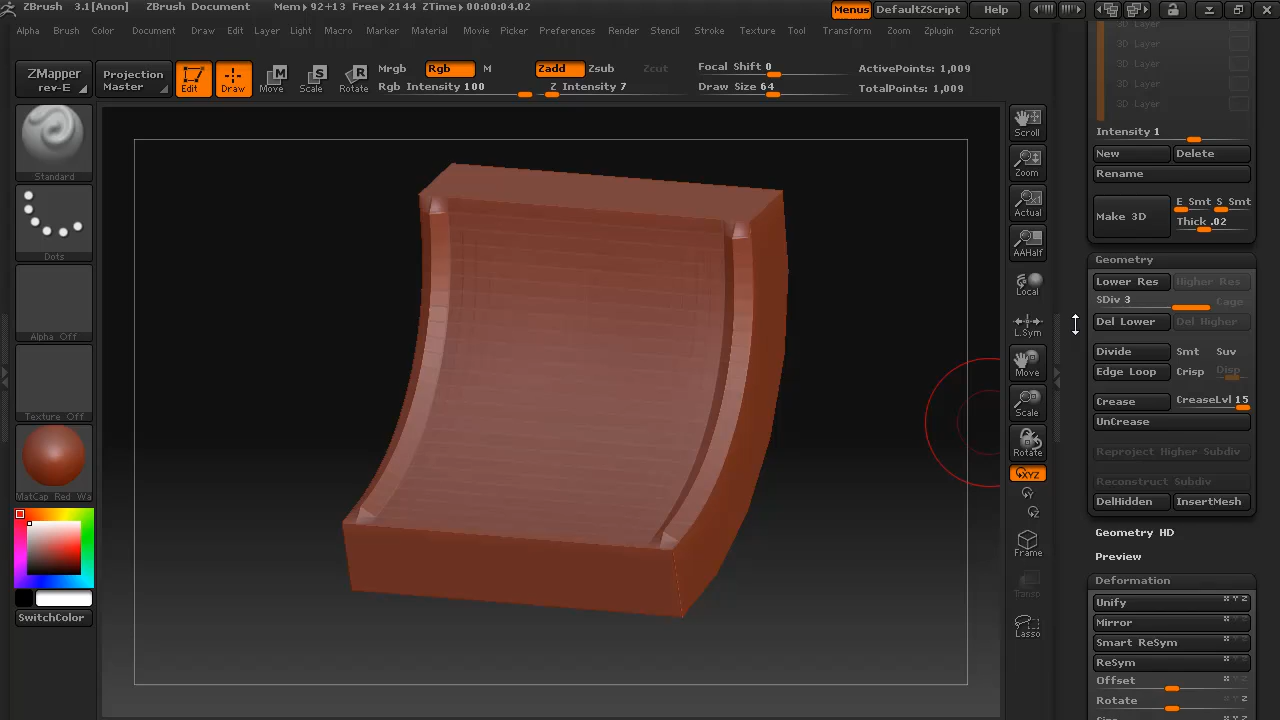 ZBrush 3.1[Anon] ZBrush Document Mem▸92+13 Free▸2144 ZTime▸00:00:04.02 Menus DefaultZScript Help
Alpha Brush Color Document Draw Edit Layer Light Macro Marker Material Movie Picker Preferences Render Stencil Stroke Texture Tool Transform Zoom Zplugin Zscript
ZMapper
rev-E
Projection
Master
Edit Draw Move Scale Rotate
Mrgb Rgb M
Rgb Intensity 100
Zadd Zsub Zcut
Z Intensity 7
Focal Shift 0
Draw Size 64
ActivePoints 1,009
TotalPoints: 1,009
Standard
Dots
Alpha Off
Texture Off
MatCap Red Wa
SwitchColor
Scroll
Zoom
Actual
AAHalf
Local
L.Sym
Move
Scale
Rotate
XYZ
Y
Z
Frame
Transp
Lasso
3D Layer
3D Layer
3D Layer
3D Layer
3D Layer
Intensity 1
New Delete
Rename
Make 3D E Smt S Smt
Thick .02
Geometry
Lower Res Higher Res
SDiv 3 Cage
Del Lower Del Higher
Divide Smt Suv
Edge Loop Crisp Disp
Crease CreaseLvl 15
UnCrease
Reproject Higher Subdiv
Reconstruct Subdiv
DelHidden InsertMesh
Geometry HD
Preview
Deformation
Unify X Y Z
Mirror X Y Z
Smart ReSym X Y Z
ReSym X Y Z
Offset X Y Z
Rotate X Y Z